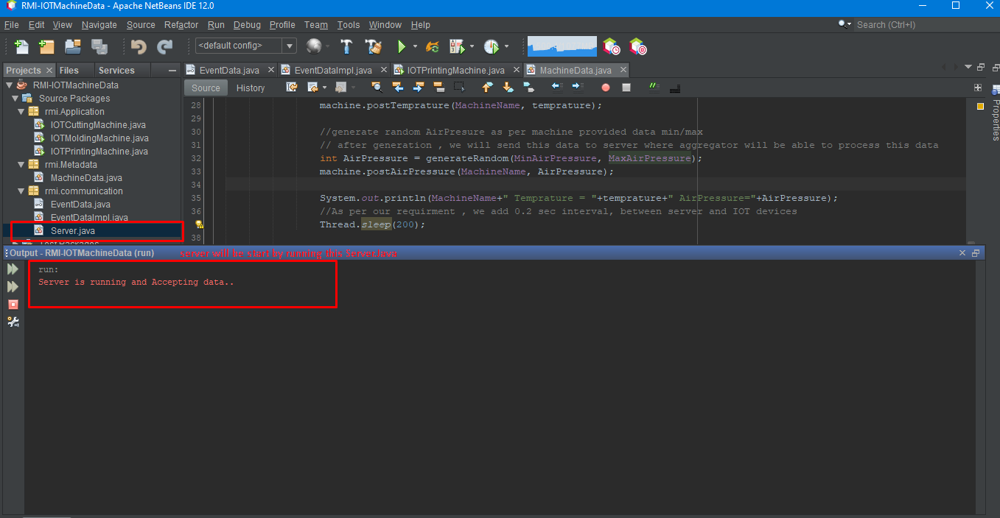 RMI-IOTMachineData - Apache NetBeans IDE 12.0
File Edit View Navigate Source Refactor Run Debug Profile Team Tools Window Help
Search (Ctrl+I)
<default config>
Projects Files Services
EventData.java EventDataImpl.java IOTPrintingMachine.java MachineData.java
Source History
RMI-IOTMachineData
Source Packages
rmi.Application
IOTCuttingMachine.java
IOTMoldingMachine.java
IOTPrintingMachine.java
rmi.Metadata
MachineData.java
rmi.communication
EventData.java
EventDataImpl.java
Server.java
Test Packages
28 machine.postTemprature(MachineName, temprature);
29
30 //generate random AirPresure as per machine provided data min/max
31 // after generation , we will send this data to server where aggregator will be able to process this data
32 int AirPressure = generateRandom(MinAirPressure, MaxAirPressure);
33 machine.postAirPressure(MachineName, AirPressure);
34
35 System.out.println(MachineName+" Temprature = "+temprature+" AirPressure="+AirPressure);
36 //As per our requirment , we add 0.2 sec interval, between server and IOT devices
Thread.sleep(200);
38
Properties
Output - RMI-IOTMachineData (run)
server will be start by running this ServerJava
run:
Server is running and Accepting data..